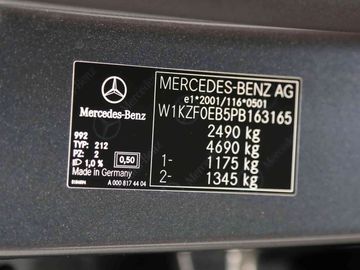 MERCEDES-BENZ AG
e1*2001/116*0501
W1KZF0EB5PB163165
2490 kg
4690 kg
1- 1175 kg
2- 1345 kg
Mercedes-Benz
992
TYP: 212
PZ: 2
1,0 % 0,50
Made in Germany
A 000 817 44 04